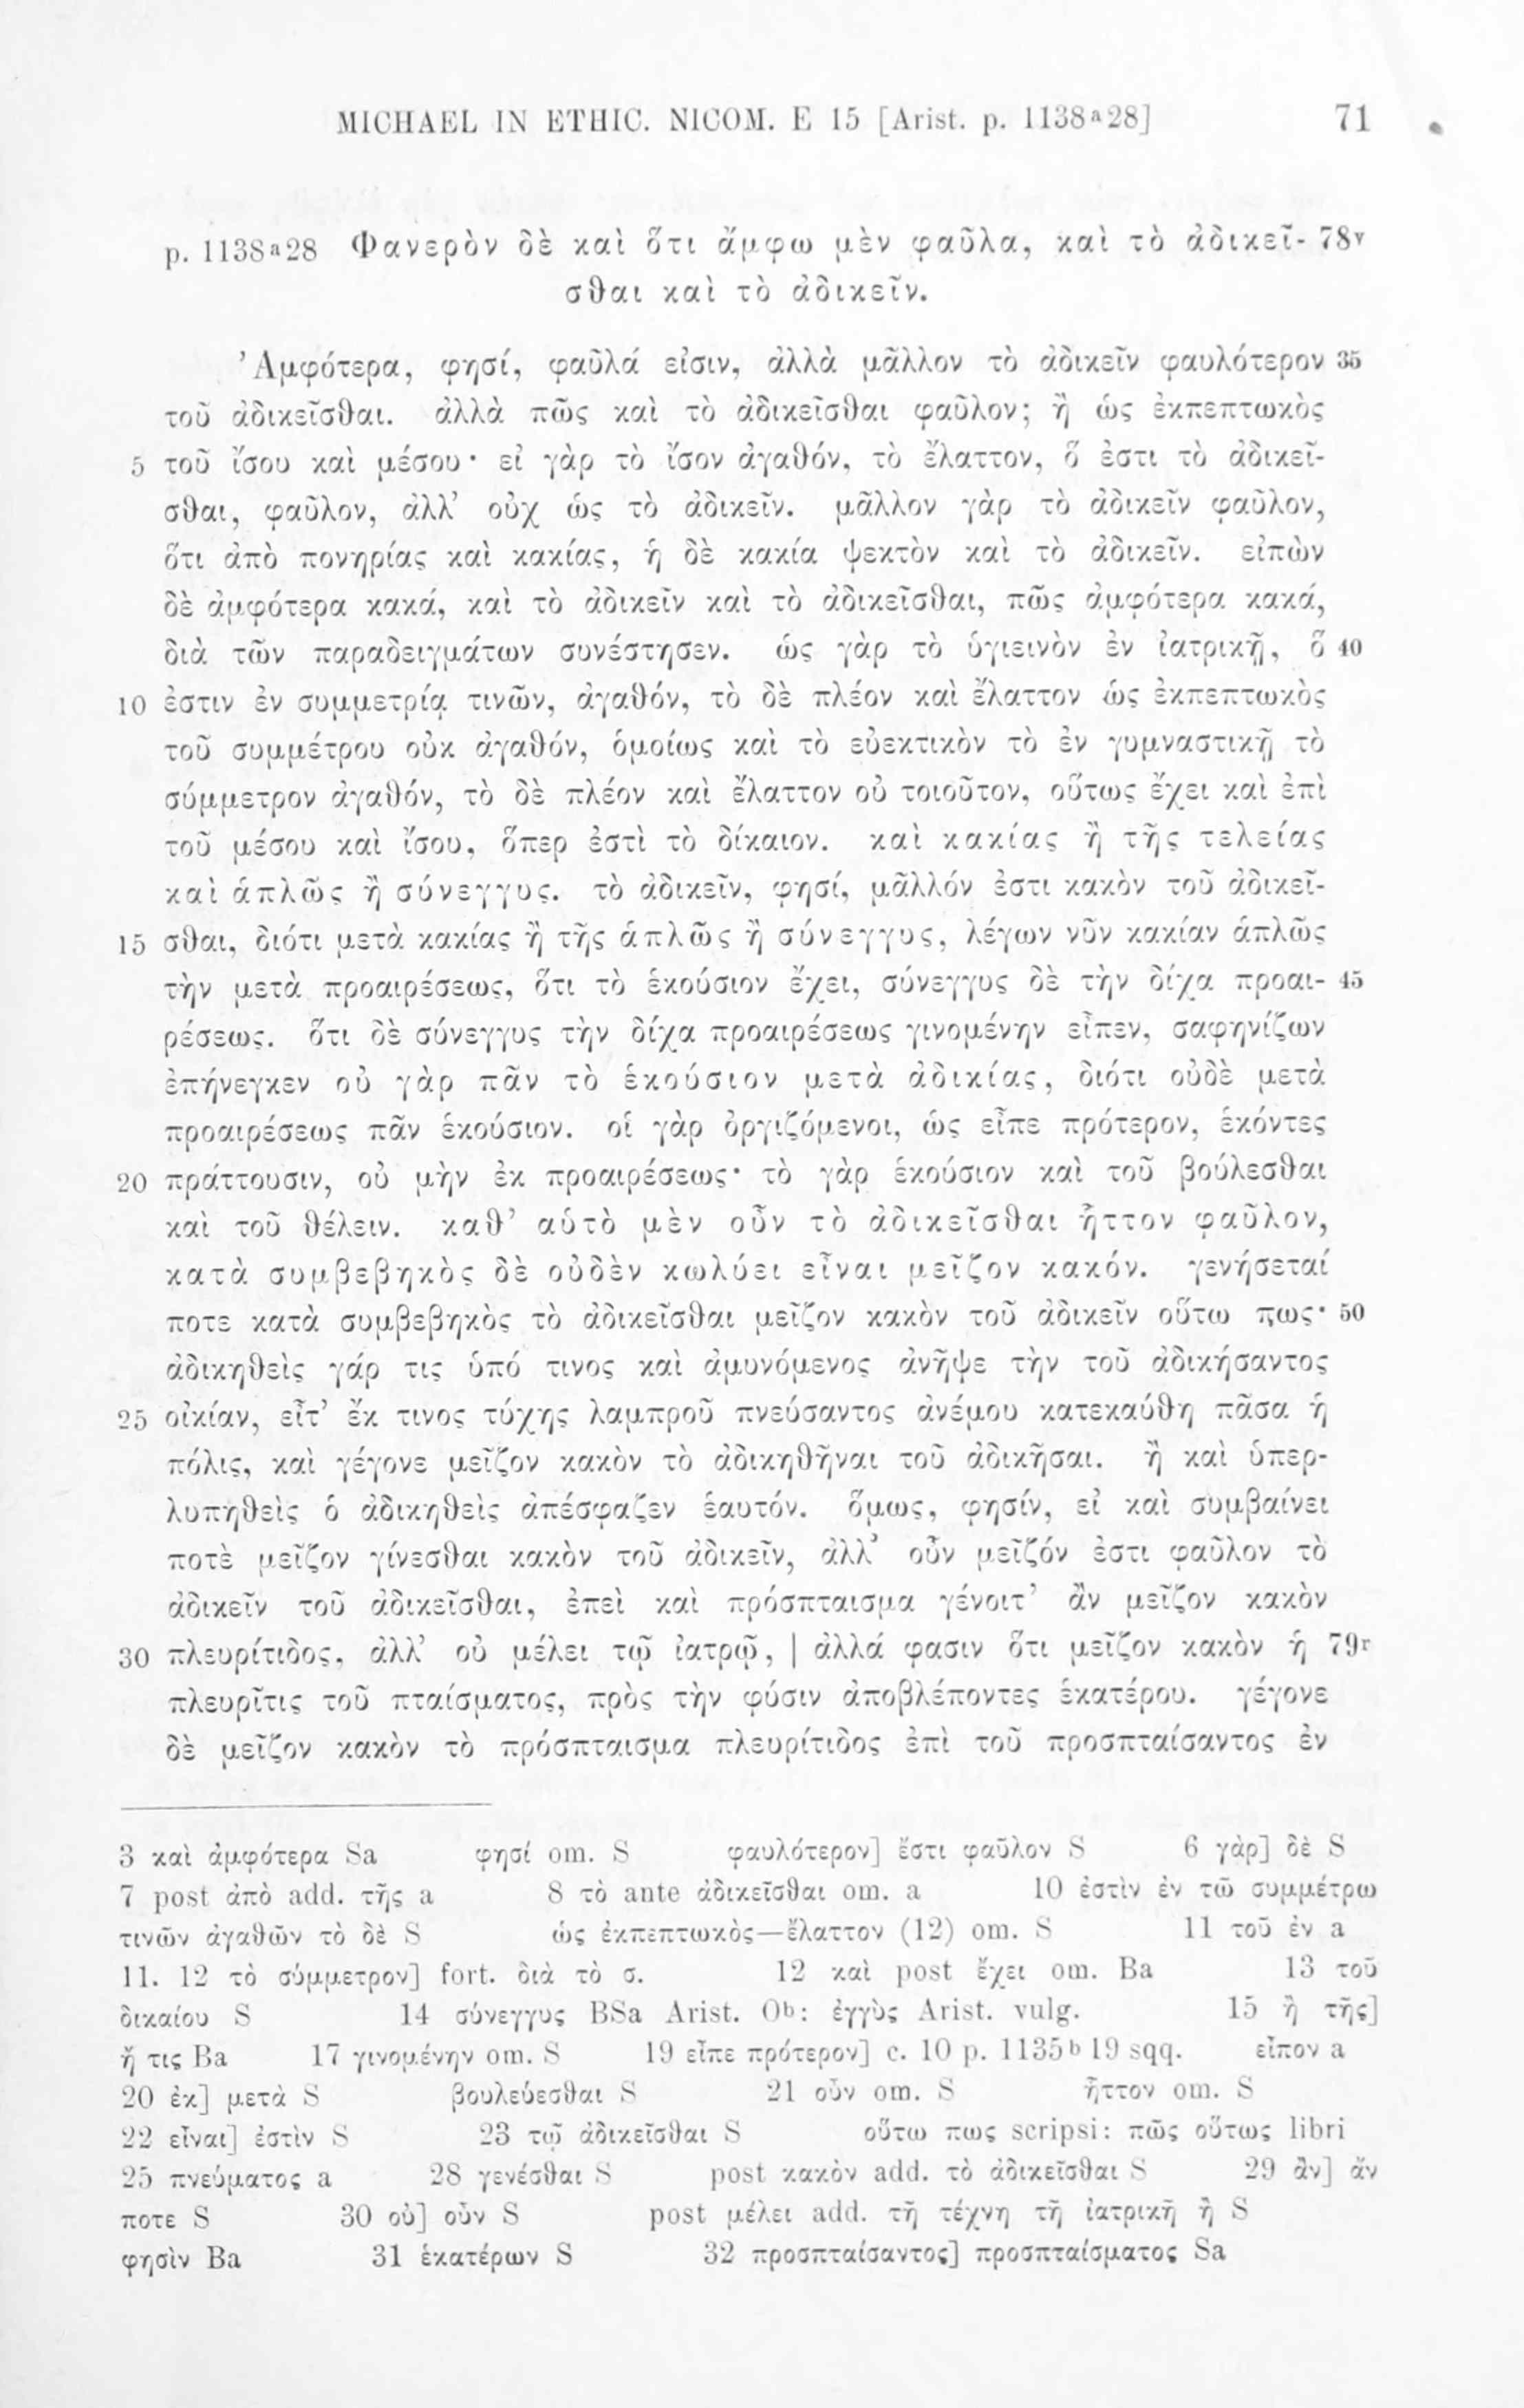 MICHAEL IN ETHIC. NICOM. E 15 [Arist. p. 1138ᵃ28] 71
p. 1138ᵃ28 Φανερὸν δὲ καὶ ὅτι ἄμφω μὲν φαῦλα, καὶ τὸ ἀδικεῖ- 78ᵛ
σθαι καὶ τὸ ἀδικεῖν.
Ἀμφότερα, φησί, φαῦλά εἰσιν, ἀλλὰ μᾶλλον τὸ ἀδικεῖν φαυλότερον 35
τοῦ ἀδικεῖσθαι. ἀλλὰ πῶς καὶ τὸ ἀδικεῖσθαι φαῦλον; ἢ ὡς ἐκπεπτωκὸς
5 τοῦ ἴσου καὶ μέσου· εἰ γὰρ τὸ ἴσον ἀγαθόν, τὸ ἔλαττον, ὅ ἐστι τὸ ἀδικεῖ-
σθαι, φαῦλον, ἀλλ’ οὐχ ὡς τὸ ἀδικεῖν. μᾶλλον γὰρ τὸ ἀδικεῖν φαῦλον,
ὅτι ἀπὸ πονηρίας καὶ κακίας, ἡ δὲ κακία ψεκτὸν καὶ τὸ ἀδικεῖν. εἰπὼν
δὲ ἀμφότερα κακά, καὶ τὸ ἀδικεῖν καὶ τὸ ἀδικεῖσθαι, πῶς ἀμφότερα κακά,
διὰ τῶν παραδειγμάτων συνέστησεν. ὡς γὰρ τὸ ὑγιεινὸν ἐν ἰατρικῇ, ὅ 40
10 ἐστιν ἐν συμμετρίᾳ τινῶν, ἀγαθόν, τὸ δὲ πλέον καὶ ἔλαττον ὡς ἐκπεπτωκὸς
τοῦ συμμέτρου οὐκ ἀγαθόν, ὁμοίως καὶ τὸ εὐεκτικὸν τὸ ἐν γυμναστικῇ τὸ
σύμμετρον ἀγαθόν, τὸ δὲ πλέον καὶ ἔλαττον οὐ τοιοῦτον, οὕτως ἔχει καὶ ἐπὶ
τοῦ μέσου καὶ ἴσου, ὅπερ ἐστὶ τὸ δίκαιον. καὶ κακίας ἢ τῆς τελείας
καὶ ἁπλῶς ἢ σύνεγγυς. τὸ ἀδικεῖν, φησί, μᾶλλόν ἐστι κακὸν τοῦ ἀδικεῖ-
15 σθαι, διότι μετὰ κακίας ἢ τῆς ἁπλῶς ἢ σύνεγγυς, λέγων νῦν κακίαν ἁπλῶς
τὴν μετὰ προαιρέσεως, ὅτι τὸ ἑκούσιον ἔχει, σύνεγγυς δὲ τὴν δίχα προαι- 45
ρέσεως. ὅτι δὲ σύνεγγυς τὴν δίχα προαιρέσεως γινομένην εἶπεν, σαφηνίζων
ἐπήνεγκεν οὐ γὰρ πᾶν τὸ ἑκούσιον μετὰ ἀδικίας, διότι οὐδὲ μετὰ
προαιρέσεως πᾶν ἑκούσιον. οἱ γὰρ ὀργιζόμενοι, ὡς εἶπε πρότερον, ἑκόντες
20 πράττουσιν, οὐ μὴν ἐκ προαιρέσεως· τὸ γὰρ ἑκούσιον καὶ τοῦ βούλεσθαι
καὶ τοῦ θέλειν. καθ’ αὑτὸ μὲν οὖν τὸ ἀδικεῖσθαι ἧττον φαῦλον,
κατὰ συμβεβηκὸς δὲ οὐδὲν κωλύει εἶναι μεῖζον κακόν. γενήσεταί
ποτε κατὰ συμβεβηκὸς τὸ ἀδικεῖσθαι μεῖζον κακὸν τοῦ ἀδικεῖν οὕτω πως· 50
ἀδικηθεὶς γάρ τις ὑπό τινος καὶ ἀμυνόμενος ἀνῆψε τὴν τοῦ ἀδικήσαντος
25 οἰκίαν, εἶτ’ ἔκ τινος τύχης λαμπροῦ πνεύσαντος ἀνέμου κατεκαύθη πᾶσα ἡ
πόλις, καὶ γέγονε μεῖζον κακὸν τὸ ἀδικηθῆναι τοῦ ἀδικῆσαι. ἢ καὶ ὑπερ-
λυπηθεὶς ὁ ἀδικηθεὶς ἀπέσφαζεν ἑαυτόν. ὅμως, φησίν, εἰ καὶ συμβαίνει
ποτὲ μεῖζον γίνεσθαι κακὸν τοῦ ἀδικεῖν, ἀλλ’ οὖν μεῖζόν ἐστι φαῦλον τὸ
ἀδικεῖν τοῦ ἀδικεῖσθαι, ἐπεὶ καὶ πρόσπταισμα γένοιτ’ ἂν μεῖζον κακὸν
30 πλευρίτιδος, ἀλλ’ οὐ μέλει τῷ ἰατρῷ, | ἀλλά φασιν ὅτι μεῖζον κακὸν ἡ 79ʳ
πλευρῖτις τοῦ πταίσματος, πρὸς τὴν φύσιν ἀποβλέποντες ἑκατέρου. γέγονε
δὲ μεῖζον κακὸν τὸ πρόσπταισμα πλευρίτιδος ἐπὶ τοῦ προσπταίσαντος ἐν
3 καὶ ἀμφότερα Sa φησί om. S φαυλότερον] ἔστι φαῦλον S 6 γὰρ] δὲ S
7 post ἀπὸ add. τῆς a 8 τὸ ante ἀδικεῖσθαι om. a 10 ἐστὶν ἐν τῶ συμμέτρω
τινῶν ἀγαθῶν τὸ δὲ S ὡς ἐκπεπτωκὸς—ἔλαττον (12) om. S 11 τοῦ ἐν a
11. 12 τὸ σύμμετρον] fort. διὰ τὸ σ. 12 καὶ post ἔχει om. Ba 13 τοῦ
δικαίου S 14 σύνεγγυς BSa Arist. Oᵇ: ἐγγὺς Arist. vulg. 15 ἢ τῆς]
ἤ τις Ba 17 γινομένην om. S 19 εἶπε πρότερον] c. 10 p. 1135ᵇ19 sqq. εἶπον a
20 ἐκ] μετὰ S βουλεύεσθαι S 21 οὖν om. S ἧττον om. S
22 εἶναι] ἐστὶν S 23 τῷ ἀδικεῖσθαι S οὕτω πως scripsi: πῶς οὕτως libri
25 πνεύματος a 28 γενέσθαι S post κακὸν add. τὸ ἀδικεῖσθαι S 29 ἂν] ἄν
ποτε S 30 οὐ] οὖν S post μέλει add. τῆ τέχνη τῆ ἰατρικῆ ἢ S
φησὶν Ba 31 ἑκατέρων S 32 προσπταίσαντος] προσπταίσματος Sa